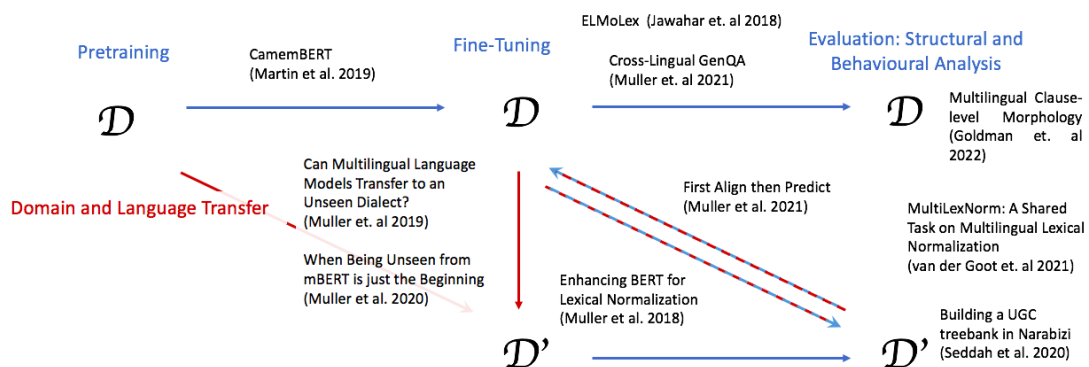 Pretraining
CamemBERT
(Martin et al. 2019)
Fine-Tuning
ELMoLex (Jawahar et. al 2018)
Cross-Lingual GenQA
(Muller et al. 2021)
Evaluation: Structural and
Behavioural Analysis
𝒟
𝒟
𝒟
Multilingual Clause-
level Morphology
(Goldman et. al
2022)
Domain and Language Transfer
Can Multilingual Language
Models Transfer to an
Unseen Dialect?
(Muller et. al 2019)
When Being Unseen from
mBERT is just the Beginning
(Muller et al. 2020)
First Align then Predict
(Muller et al. 2021)
MultiLexNorm: A Shared
Task on Multilingual Lexical
Normalization
(van der Goot et. al 2021)
Enhancing BERT for
Lexical Normalization
(Muller et al. 2018)
𝒟'
𝒟'
Building a UGC
treebank in Narabizi
(Seddah et al. 2020)